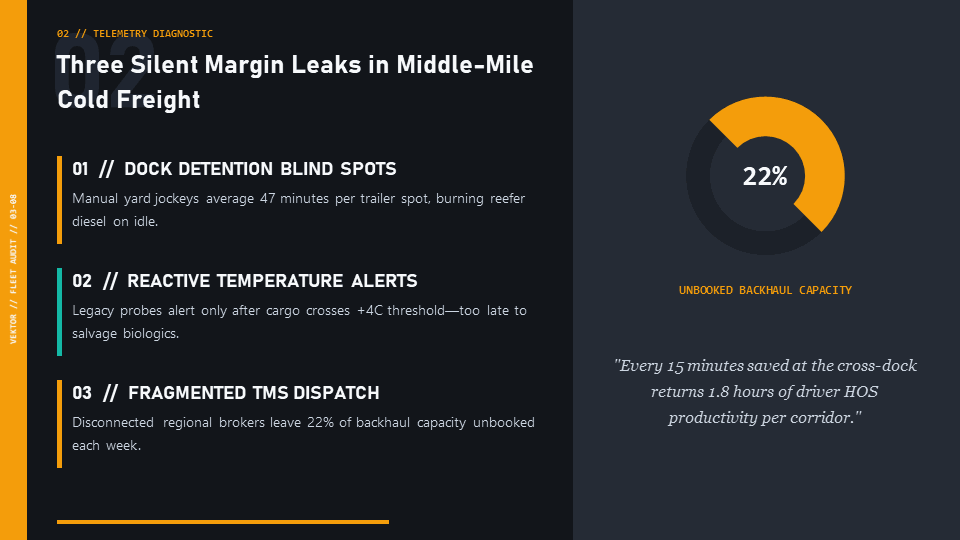 VEKTOR // FLEET AUDIT // 03-08
02
02 // TELEMETRY DIAGNOSTIC
Three Silent Margin Leaks in Middle-Mile
Cold Freight
01 // DOCK DETENTION BLIND SPOTS
Manual yard jockeys average 47 minutes per trailer spot, burning reefer
diesel on idle.
02 // REACTIVE TEMPERATURE ALERTS
Legacy probes alert only after cargo crosses +4C threshold—too late to
salvage biologics.
03 // FRAGMENTED TMS DISPATCH
Disconnected regional brokers leave 22% of backhaul capacity unbooked
each week.
22%
UNBOOKED BACKHAUL CAPACITY
"Every 15 minutes saved at the cross-dock
returns 1.8 hours of driver HOS
productivity per corridor."